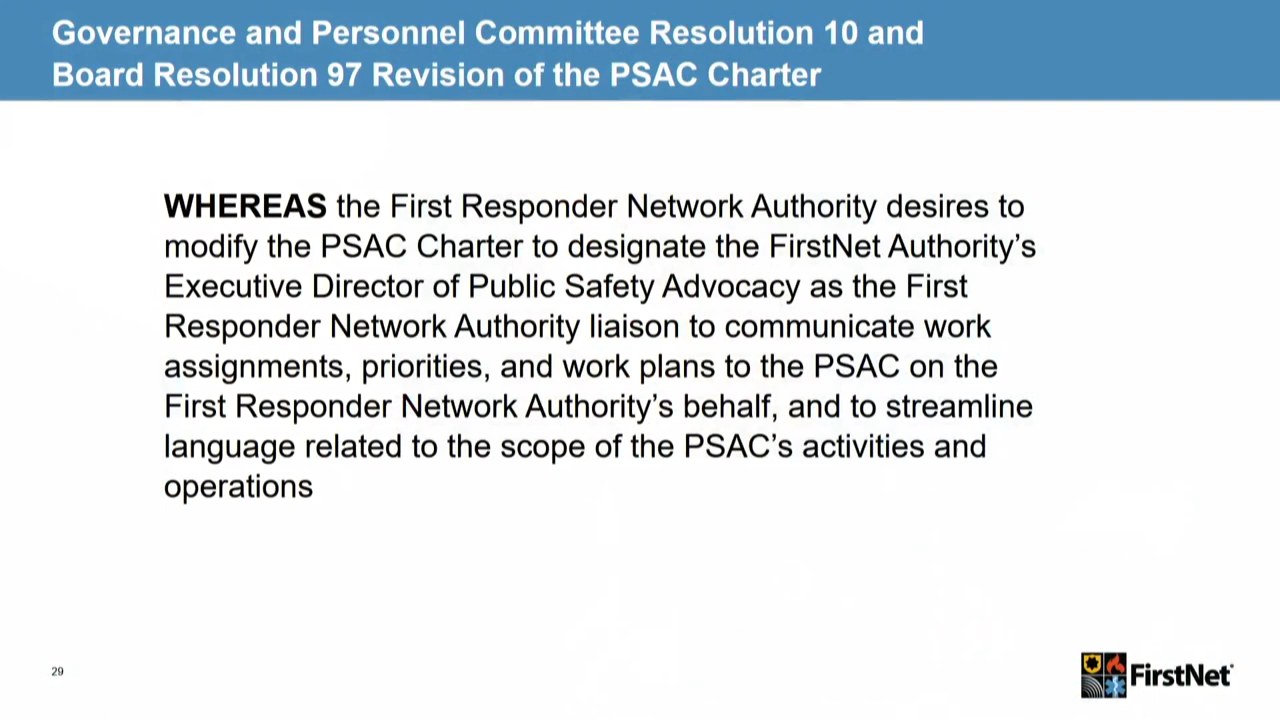 Governance and Personnel Committee Resolution 10 and
Board Resolution 97 Revision of the PSAC Charter
WHEREAS the First Responder Network Authority desires to
modify the PSAC Charter to designate the FirstNet Authority’s
Executive Director of Public Safety Advocacy as the First
Responder Network Authority liaison to communicate work
assignments, priorities, and work plans to the PSAC on the
First Responder Network Authority’s behalf, and to streamline
language related to the scope of the PSAC’s activities and
operations
29
FirstNet